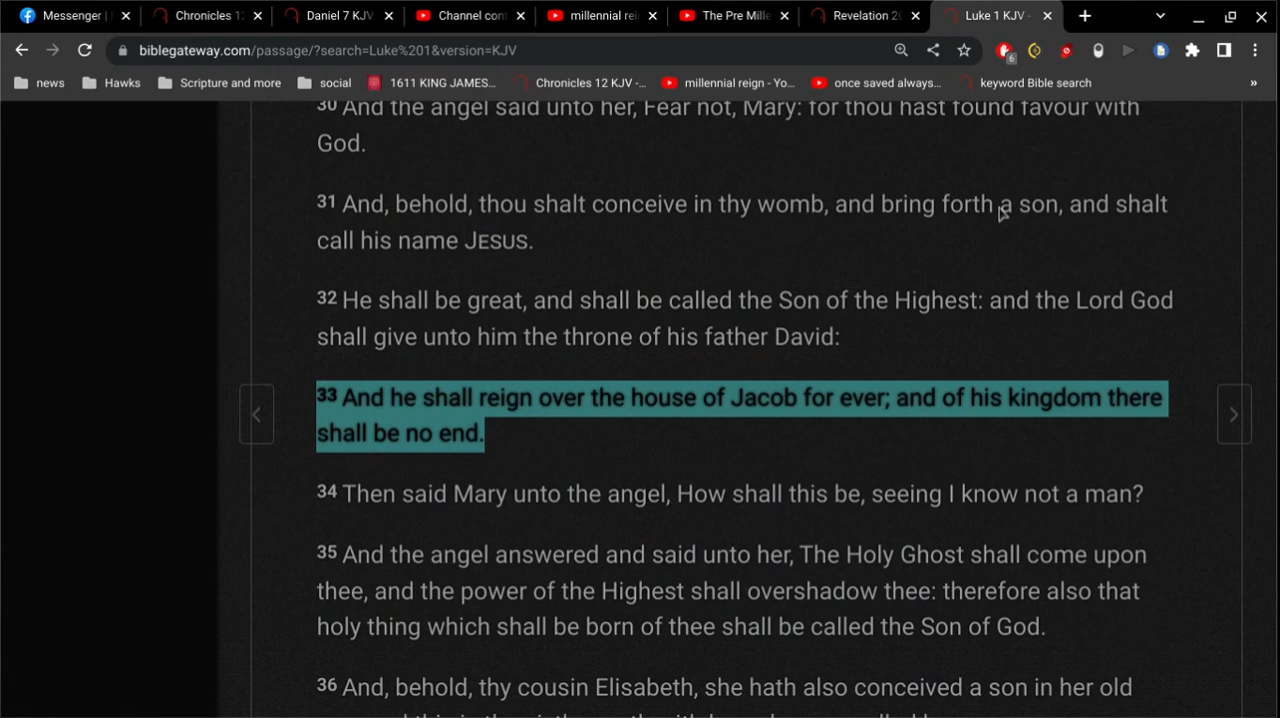 Messenger |
Chronicles 12
Daniel 7 KJV
Channel con
millennial rei
The Pre Mille
Revelation 20
Luke 1 KJV -
biblegateway.com/passage/?search=Luke%201&version=KJV
6
news
Hawks
Scripture and more
social
1611 KING JAMES...
Chronicles 12 KJV -...
millennial reign - Yo...
once saved always...
keyword Bible search
»
30 And the angel said unto her, Fear not, Mary: for thou hast found favour with
God.
31 And, behold, thou shalt conceive in thy womb, and bring forth a son, and shalt
call his name JESUS.
32 He shall be great, and shall be called the Son of the Highest: and the Lord God
shall give unto him the throne of his father David:
33 And he shall reign over the house of Jacob for ever; and of his kingdom there
shall be no end.
34 Then said Mary unto the angel, How shall this be, seeing I know not a man?
35 And the angel answered and said unto her, The Holy Ghost shall come upon
thee, and the power of the Highest shall overshadow thee: therefore also that
holy thing which shall be born of thee shall be called the Son of God.
36 And, behold, thy cousin Elisabeth, she hath also conceived a son in her old